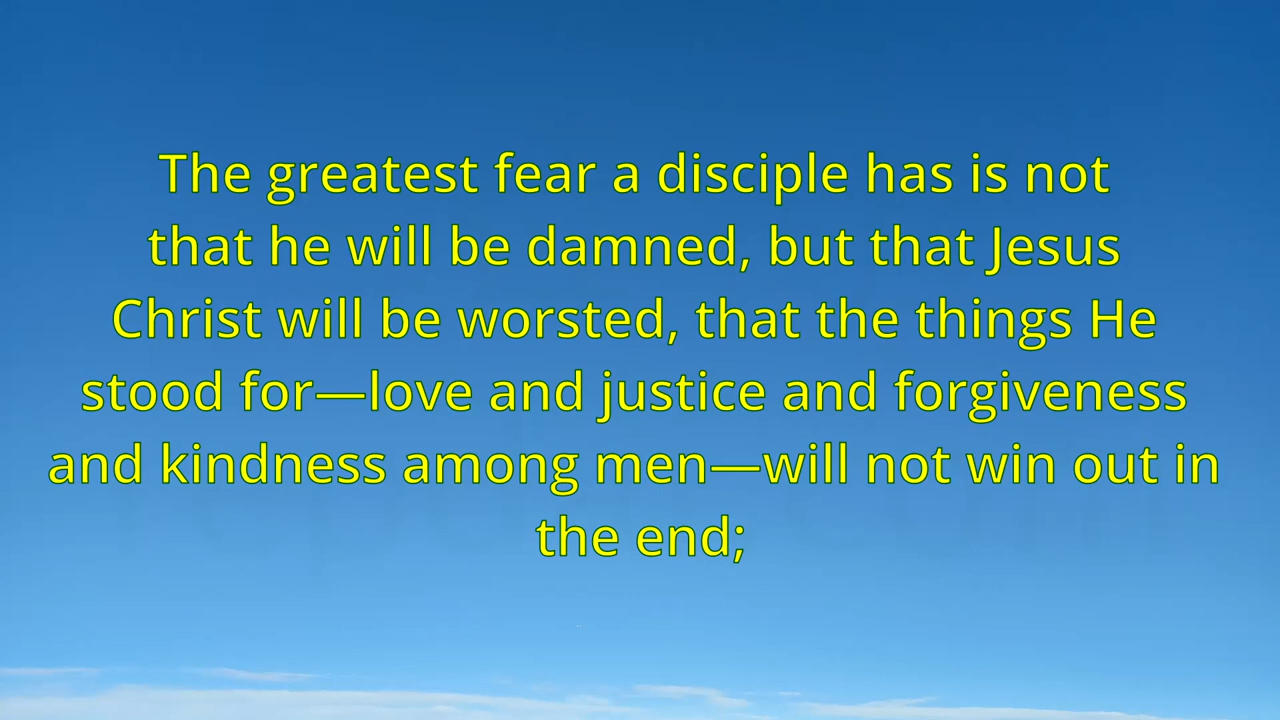 The greatest fear a disciple has is not
that he will be damned, but that Jesus
Christ will be worsted, that the things He
stood for—love and justice and forgiveness
and kindness among men—will not win out in
the end;